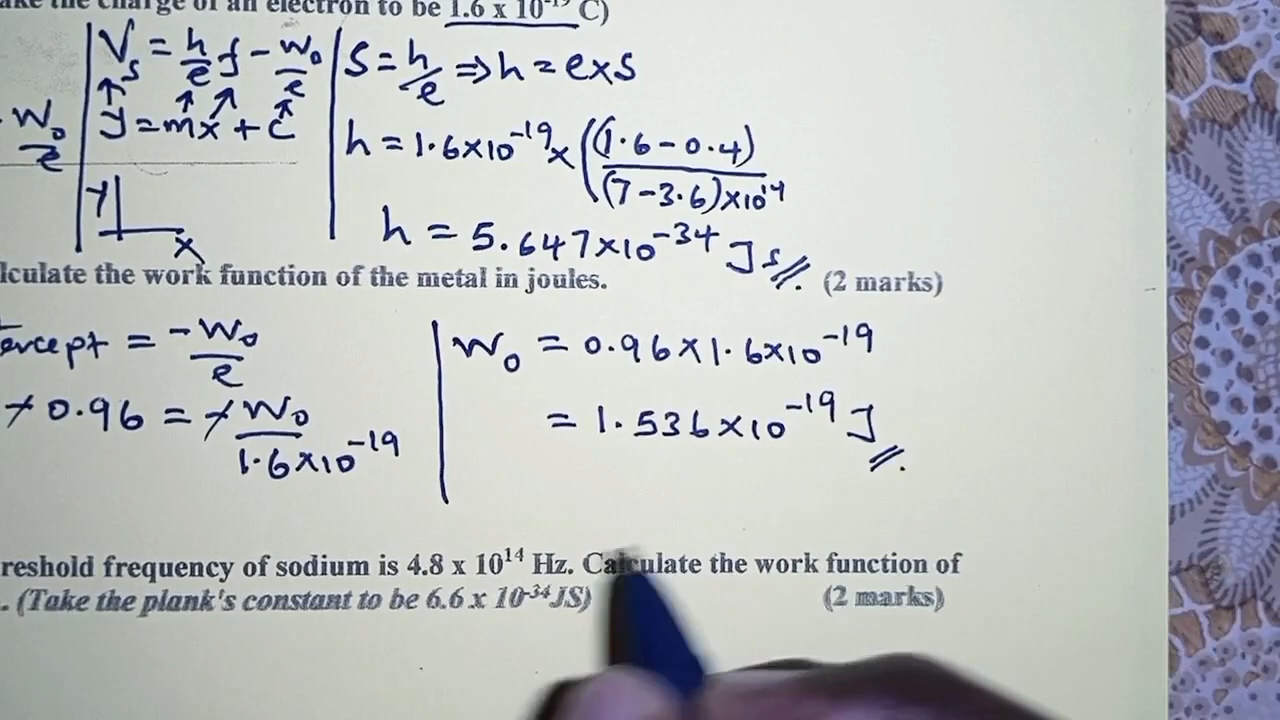 ake the charge of an electron to be 1.6 x 10⁻¹⁹ C)
Vₛ = h/e f - W₀/e
y = mx + c
W₀/e
Y
X
S = h/e ⇒ h = e x s
h = 1.6×10⁻¹⁹ × ((1.6 - 0.4)/(7 - 3.6)×10¹⁴
h = 5.647×10⁻³⁴ Js//.
lculate the work function of the metal in joules. (2 marks)
ercept = -W₀/e
-0.96 = -W₀/1.6×10⁻¹⁹
W₀ = 0.96×1.6×10⁻¹⁹
= 1.536×10⁻¹⁹ J//.
reshold frequency of sodium is 4.8 x 10¹⁴ Hz. Calculate the work function of
. (Take the plank's constant to be 6.6 x 10⁻³⁴JS) (2 marks)